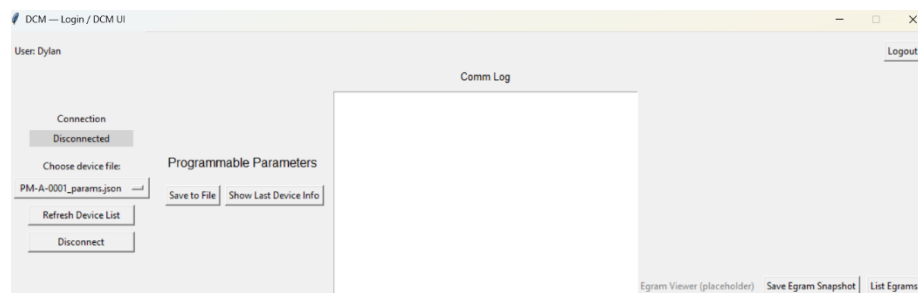 DCM — Login / DCM UI
User: Dylan
Logout
Comm Log
Connection
Disconnected
Choose device file:
PM-A-0001_params.json
Refresh Device List
Disconnect
Programmable Parameters
Save to File
Show Last Device Info
Egram Viewer (placeholder)
Save Egram Snapshot
List Egrams